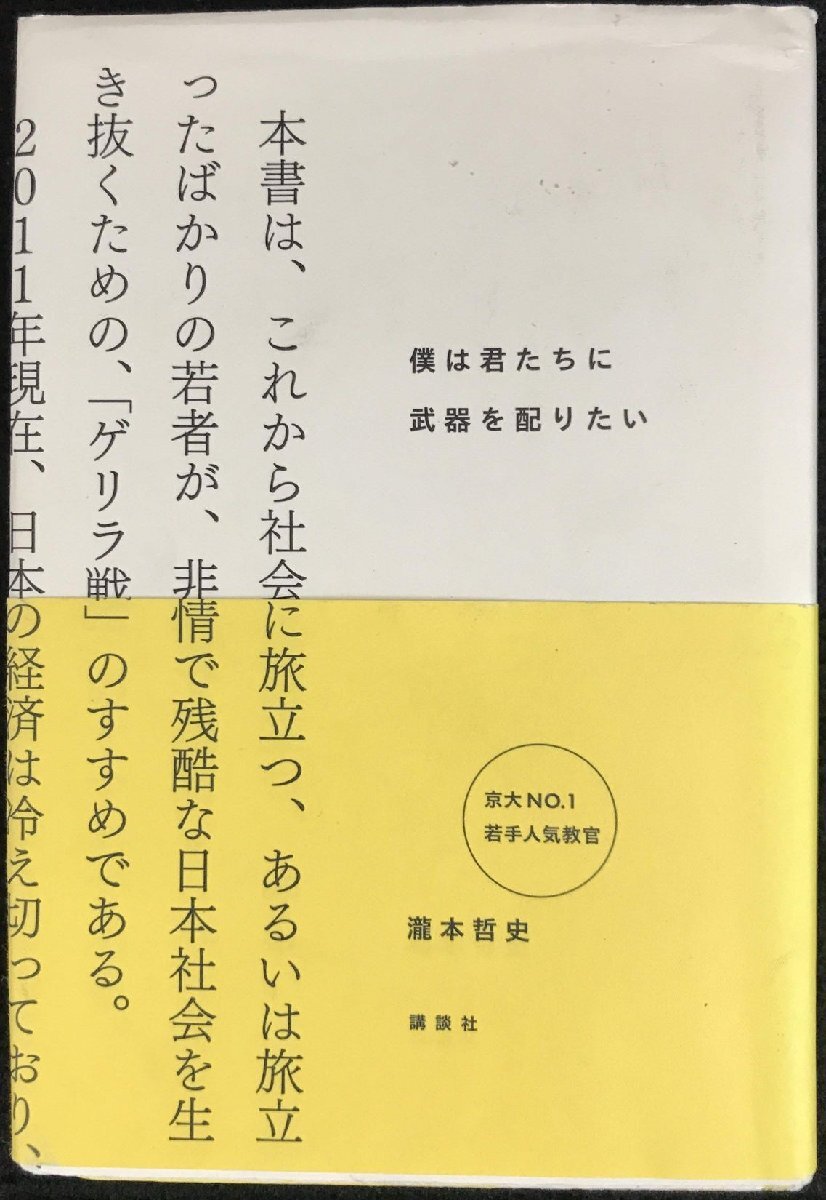 本書は、これから社会に旅立つ、あるいは旅立
ったばかりの若者が、非情で残酷な日本社会を生
き抜くための、「ゲリラ戦」のすすめである。
2011年現在、日本の経済は冷え切っており、
僕は君たちに
武器を配りたい
京大NO.1
若手人気教官
瀧本哲史
講談社